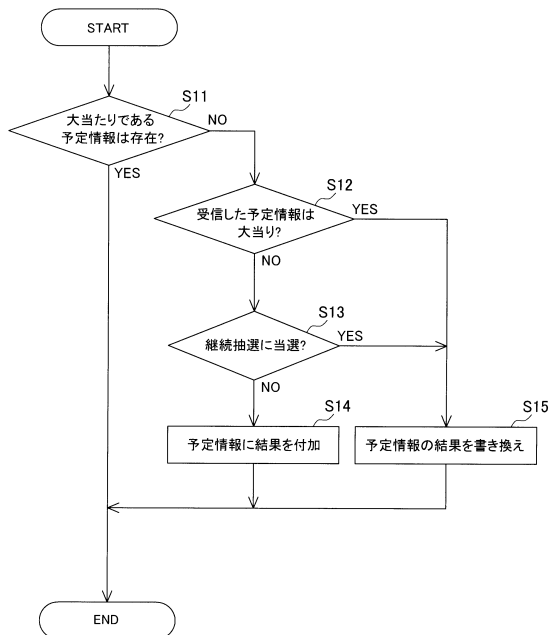 START
S11
大当たりである
予定情報は存在?
NO
YES
S12
受信した予定情報は
大当り?
YES
NO
S13
継続抽選に当選?
YES
NO
S14
予定情報に結果を付加
S15
予定情報の結果を書き換え
END